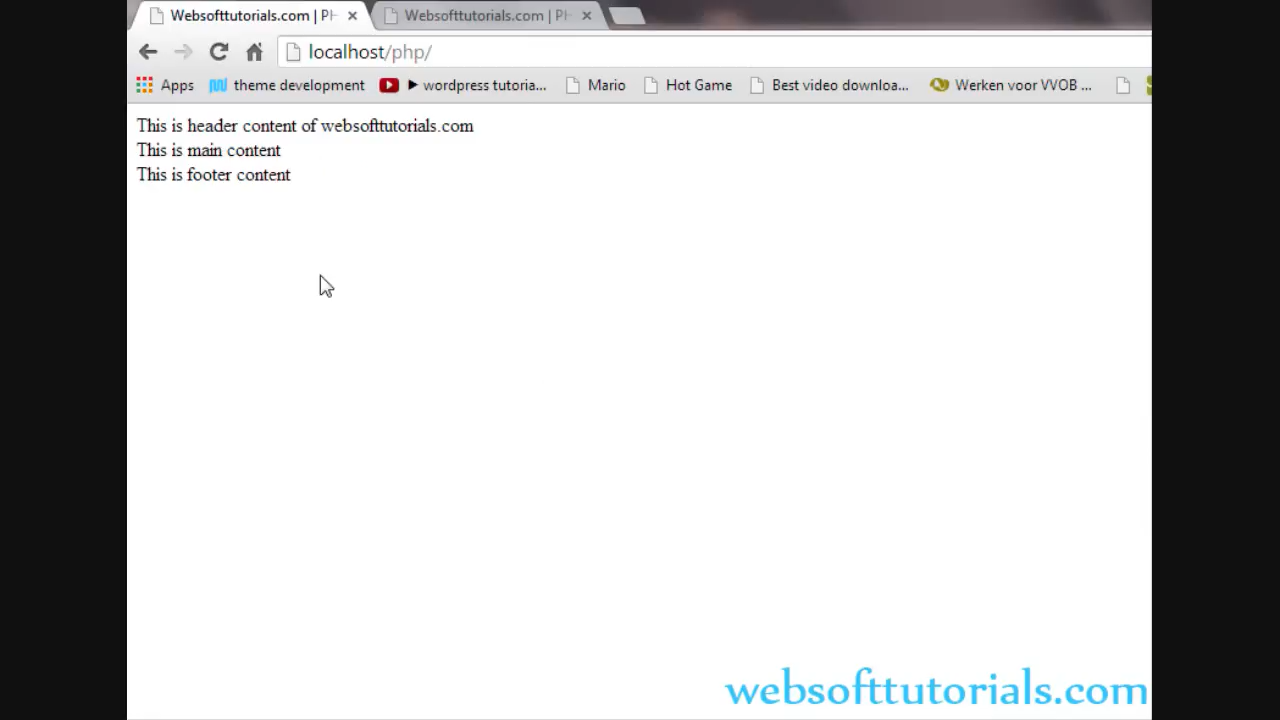 Websofttutorials.com | PH
Websofttutorials.com | PH
localhost/php/
Apps
theme development
► wordpress tutoria...
Mario
Hot Game
Best video downloa...
Werken voor VVOB ...
This is header content of websofttutorials.com
This is main content
This is footer content
websofttutorials.com